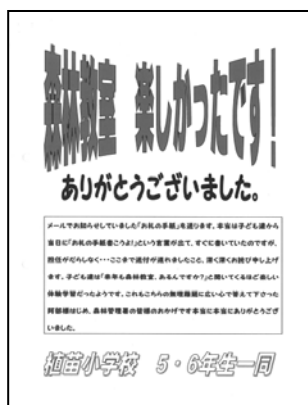 森林教室 楽しかったです!
ありがとうございました。
メールでお知らせしていました「お礼の手紙」を送ります。本当は子ども達から
当日に「お礼の手紙書こうよ!」という言葉が出て、すぐに書いていたのですが、
担任がだらしなく・・・ここまで送付が遅れましたこと、深く深くお詫び申し上げ
ます。子ども達は「来年も森林教室、あるんですか?」と聞いてくるほど楽しい
体験学習だったようです。これもこちらの無理難題に広い心で答えて下さった
阿部様はじめ、森林管理署の皆様のおかげです本当に本当にありがとうござ
いました。
植苗小学校 5・6年生一同